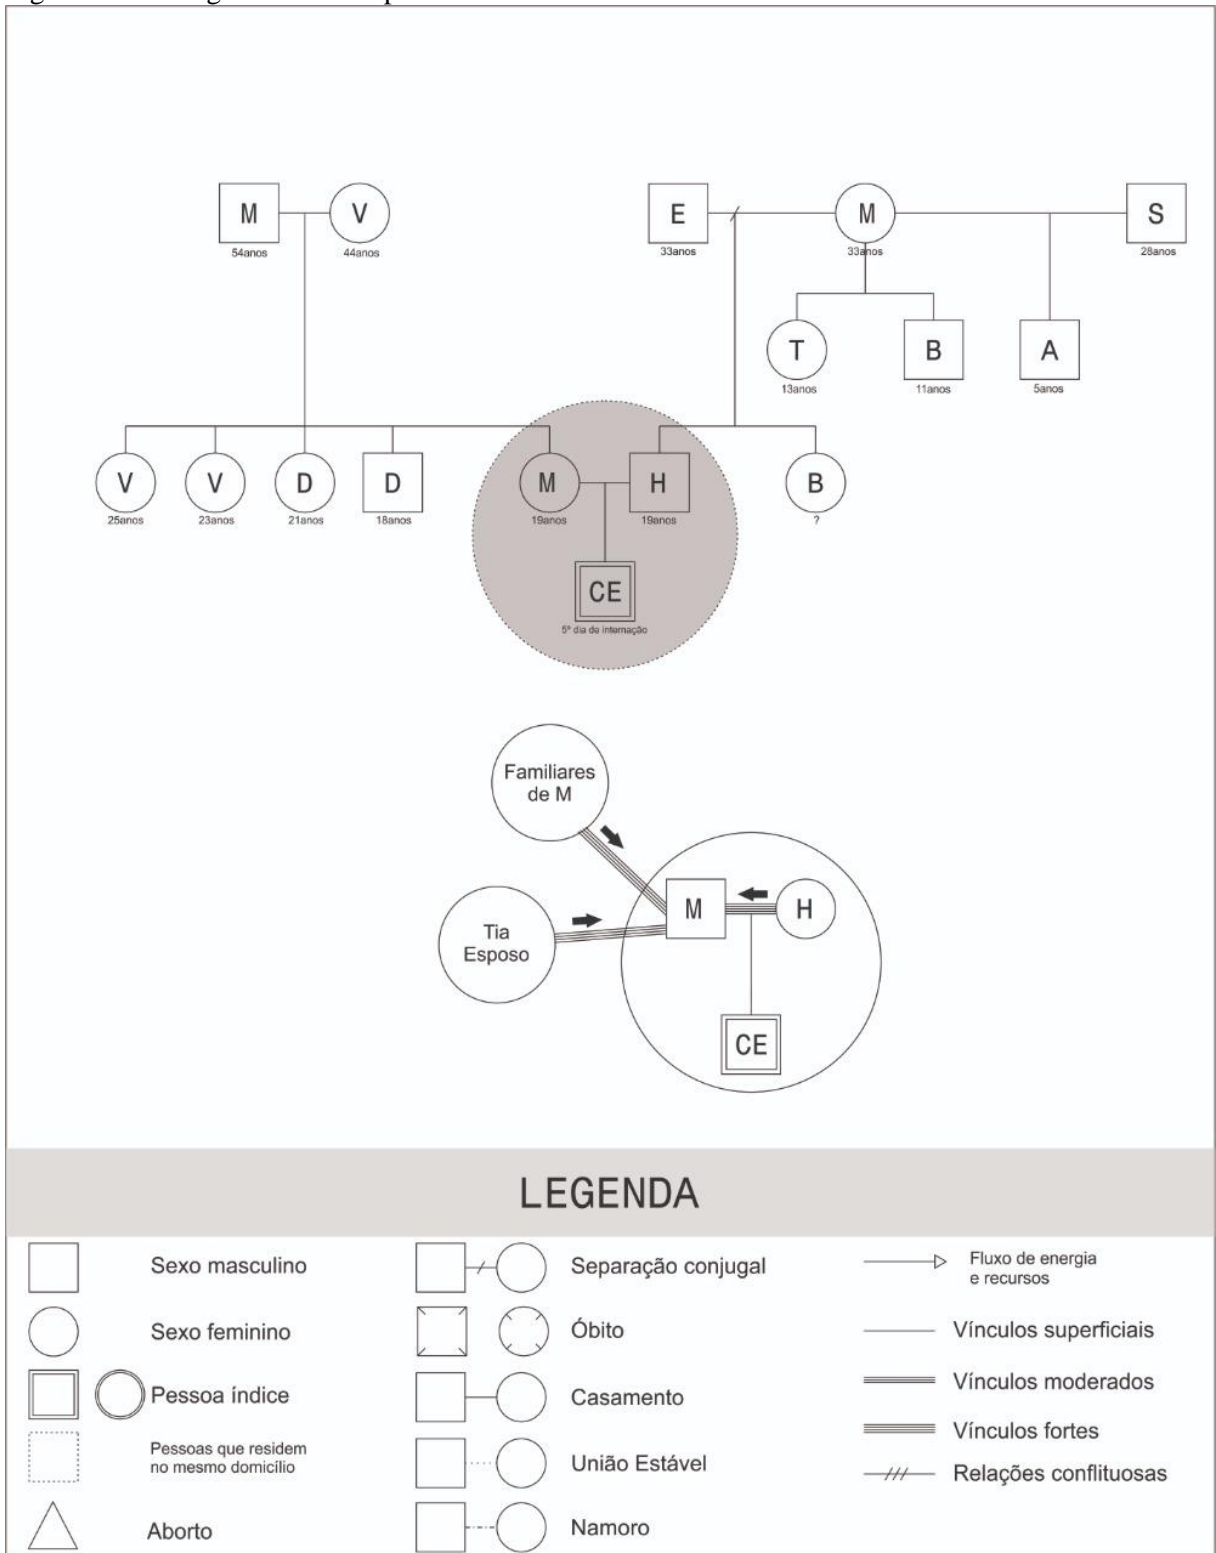 M
V
E
M
S
54anos
44anos
33anos
33anos
28anos
T
B
A
13anos
11anos
5anos
V
V
D
D
M
H
B
25anos
23anos
21anos
18anos
19anos
19anos
?
CE
5º dia de internação
Familiares
de M
M
H
Tia
Esposo
CE
LEGENDA
Sexo masculino
Sexo feminino
Pessoa índice
Pessoas que residem
no mesmo domicílio
Aborto
Separação conjugal
Óbito
Casamento
União Estável
Namoro
Fluxo de energia
e recursos
Vínculos superficiais
Vínculos moderados
Vínculos fortes
Relações conflituosas